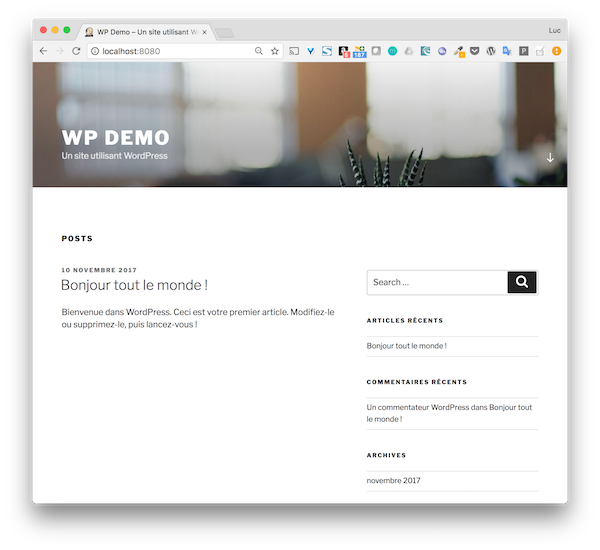 WP Demo – Un site utilisant W
Luc
localhost:8080
6
187
P
WP DEMO
Un site utilisant WordPress
POSTS
10 NOVEMBRE 2017
Bonjour tout le monde !
Bienvenue dans WordPress. Ceci est votre premier article. Modifiez-le
ou supprimez-le, puis lancez-vous !
Search …
ARTICLES RÉCENTS
Bonjour tout le monde !
COMMENTAIRES RÉCENTS
Un commentateur WordPress dans Bonjour tout
le monde !
ARCHIVES
novembre 2017